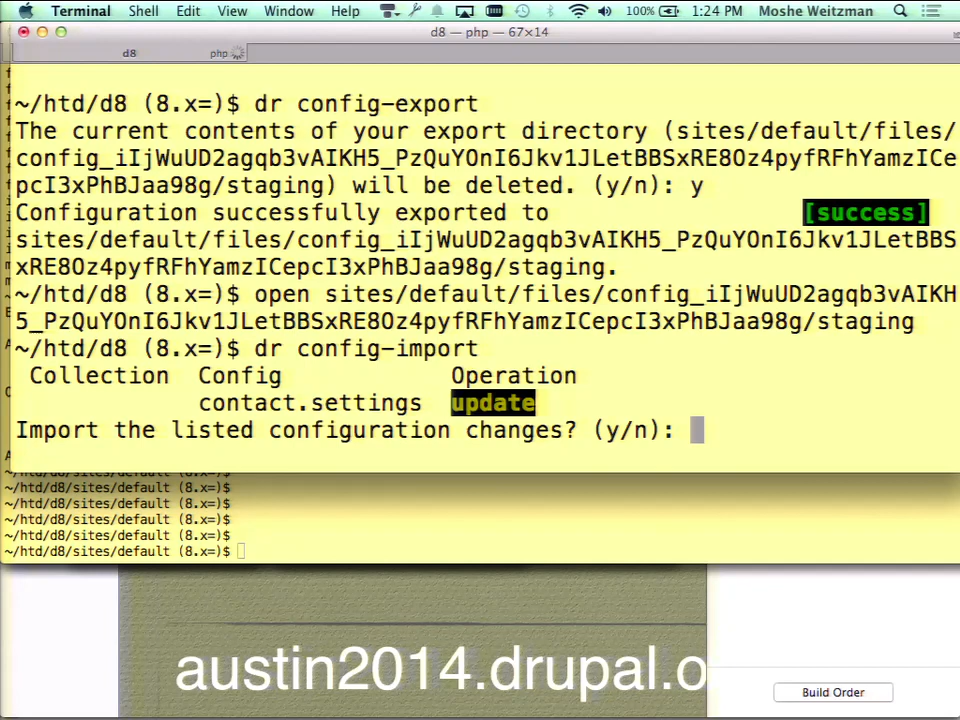 Terminal Shell Edit View Window Help 100% 1:24 PM Moshe Weitzman
d8 — php — 67×14
d8 php
~/htd/d8 (8.x=)$ dr config-export
The current contents of your export directory (sites/default/files/
config_iIjWuUD2agqb3vAIKH5_PzQuYOnI6Jkv1JLetBBSxRE8Oz4pyfRFhYamzICe
pcI3xPhBJaa98g/staging) will be deleted. (y/n): y
Configuration successfully exported to [success]
sites/default/files/config_iIjWuUD2agqb3vAIKH5_PzQuYOnI6Jkv1JLetBBS
xRE8Oz4pyfRFhYamzICepcI3xPhBJaa98g/staging.
~/htd/d8 (8.x=)$ open sites/default/files/config_iIjWuUD2agqb3vAIKH
5_PzQuYOnI6Jkv1JLetBBSxRE8Oz4pyfRFhYamzICepcI3xPhBJaa98g/staging
~/htd/d8 (8.x=)$ dr config-import
Collection Config Operation
contact.settings update
Import the listed configuration changes? (y/n):
~/htd/d8/sites/default (8.x=)$
~/htd/d8/sites/default (8.x=)$
~/htd/d8/sites/default (8.x=)$
~/htd/d8/sites/default (8.x=)$
~/htd/d8/sites/default (8.x=)$
~/htd/d8/sites/default (8.x=)$
austin2014.drupal.o
Build Order